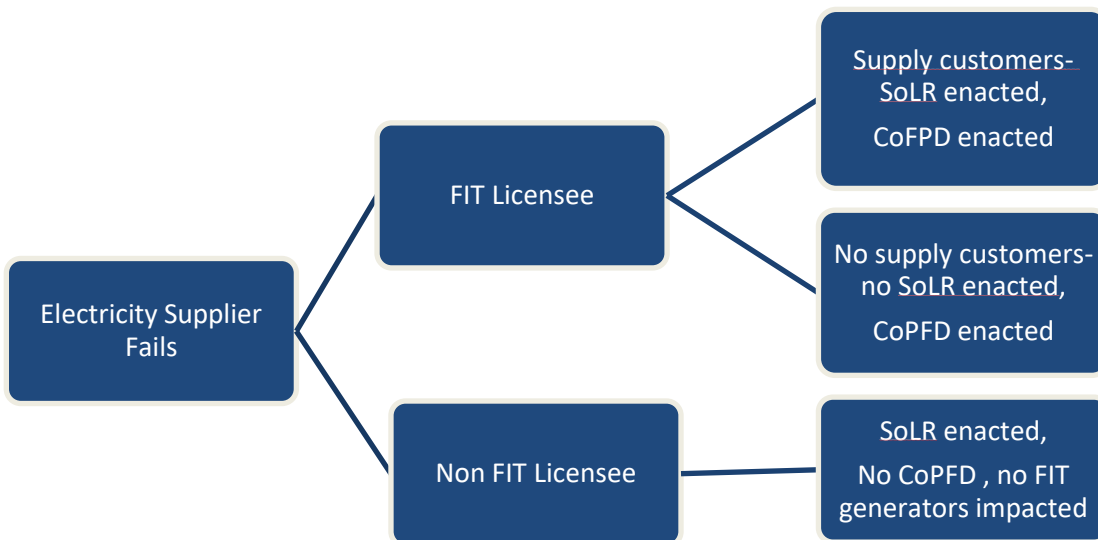 Supply customers-
SoLR enacted,
CoFPD enacted
FIT Licensee
No supply customers-
no SoLR enacted,
CoPFD enacted
Electricity Supplier
Fails
SoLR enacted,
No CoPFD , no FIT
generators impacted
Non FIT Licensee